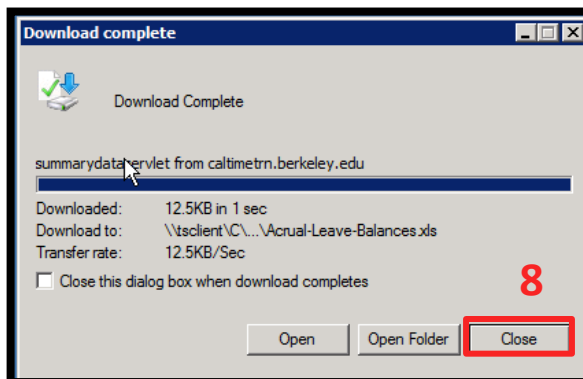 Download complete
Download Complete
summarydataservlet from caltimetrn.berkeley.edu
Downloaded: 12.5KB in 1 sec
Download to: \\tsclient\C\...\Acrual-Leave-Balances.xls
Transfer rate: 12.5KB/Sec
Close this dialog box when download completes
8
Open Open Folder Close